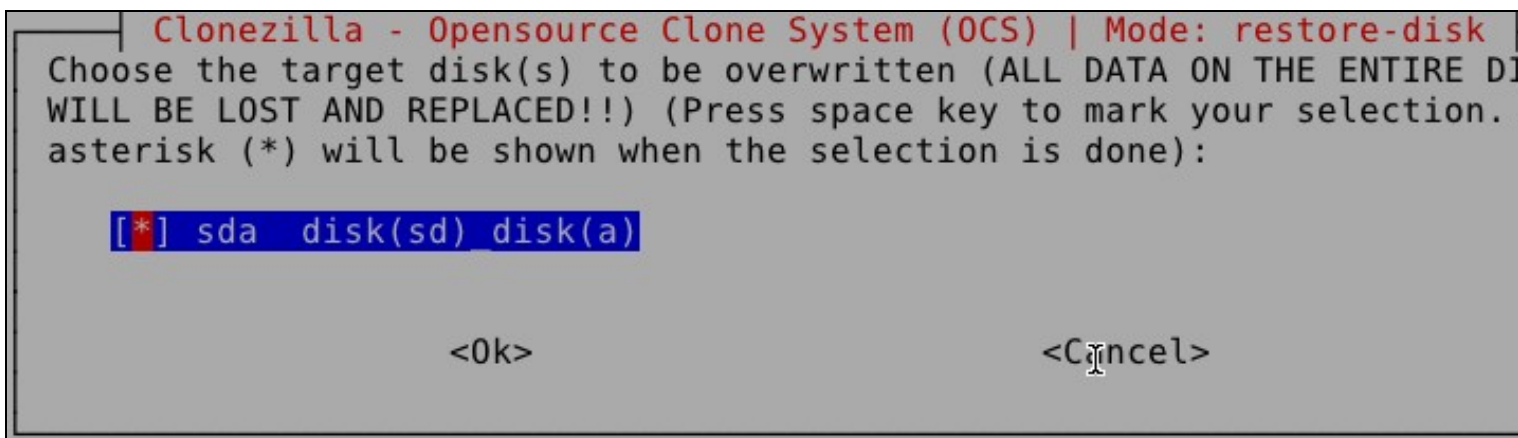 Clonezilla - Opensource Clone System (OCS) | Mode: restore-disk
Choose the target disk(s) to be overwritten (ALL DATA ON THE ENTIRE
WILL BE LOST AND REPLACED!!) (Press space key to mark your selection.
asterisk (*) will be shown when the selection is done):
[*] sda disk(sd)_disk(a)
<Ok> <Cancel>